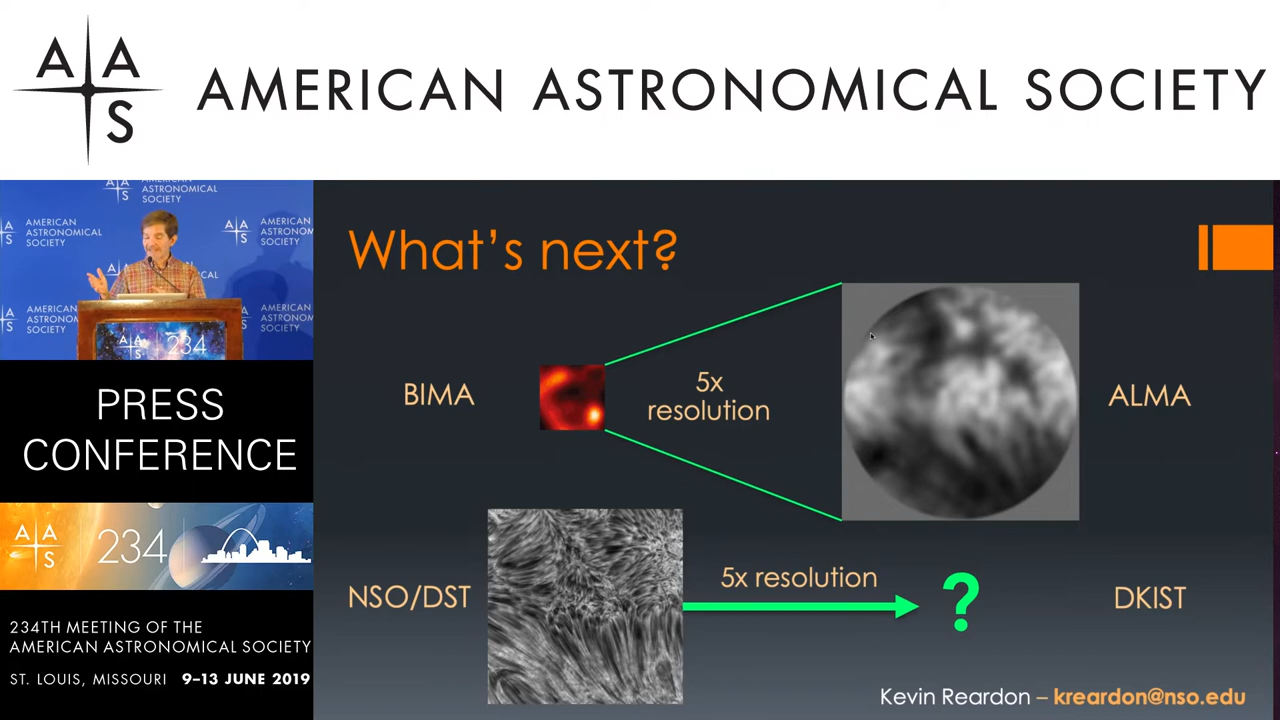 A A
S
AMERICAN ASTRONOMICAL SOCIETY
A A
S
AMERICAN
ASTRONOMICAL
SOCIETY
AMERICAN
ASTRONOMICAL
SOCIETY
A A
S
AMERICAN
ASTRONOMICAL
SOCIETY
AMERICAN
ASTRONOMICAL
SOCIETY
A A
S
AMERICAN
ASTRONOMICAL
SOCIETY
A A
S
234
PRESS
CONFERENCE
A A
S
234
234TH MEETING OF THE
AMERICAN ASTRONOMICAL SOCIETY
ST. LOUIS, MISSOURI 9–13 JUNE 2019
What's next?
BIMA
5x
resolution
ALMA
NSO/DST
5x resolution
?
DKIST
Kevin Reardon – kreardon@nso.edu